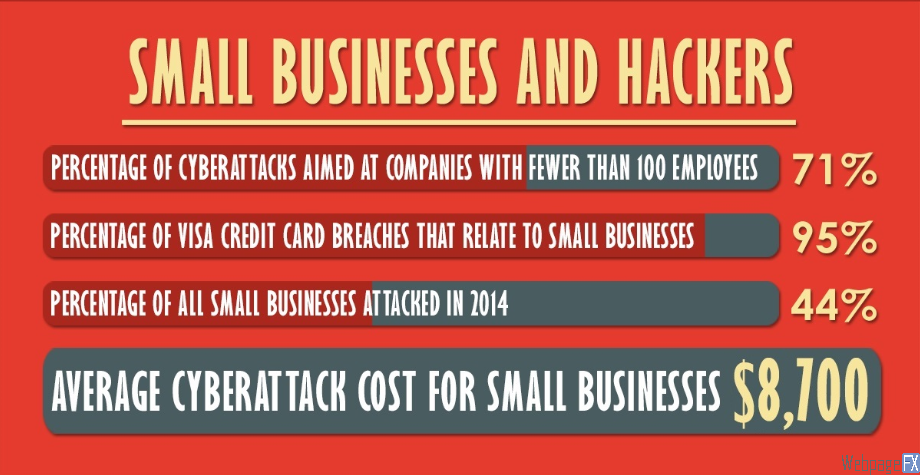 SMALL BUSINESSES AND HACKERS
PERCENTAGE OF CYBERATTACKS AIMED AT COMPANIES WITH FEWER THAN 100 EMPLOYEES 71%
PERCENTAGE OF VISA CREDIT CARD BREACHES THAT RELATE TO SMALL BUSINESSES 95%
PERCENTAGE OF ALL SMALL BUSINESSES ATTACKED IN 2014 44%
AVERAGE CYBERATTACK COST FOR SMALL BUSINESSES $8,700
WebpageFX